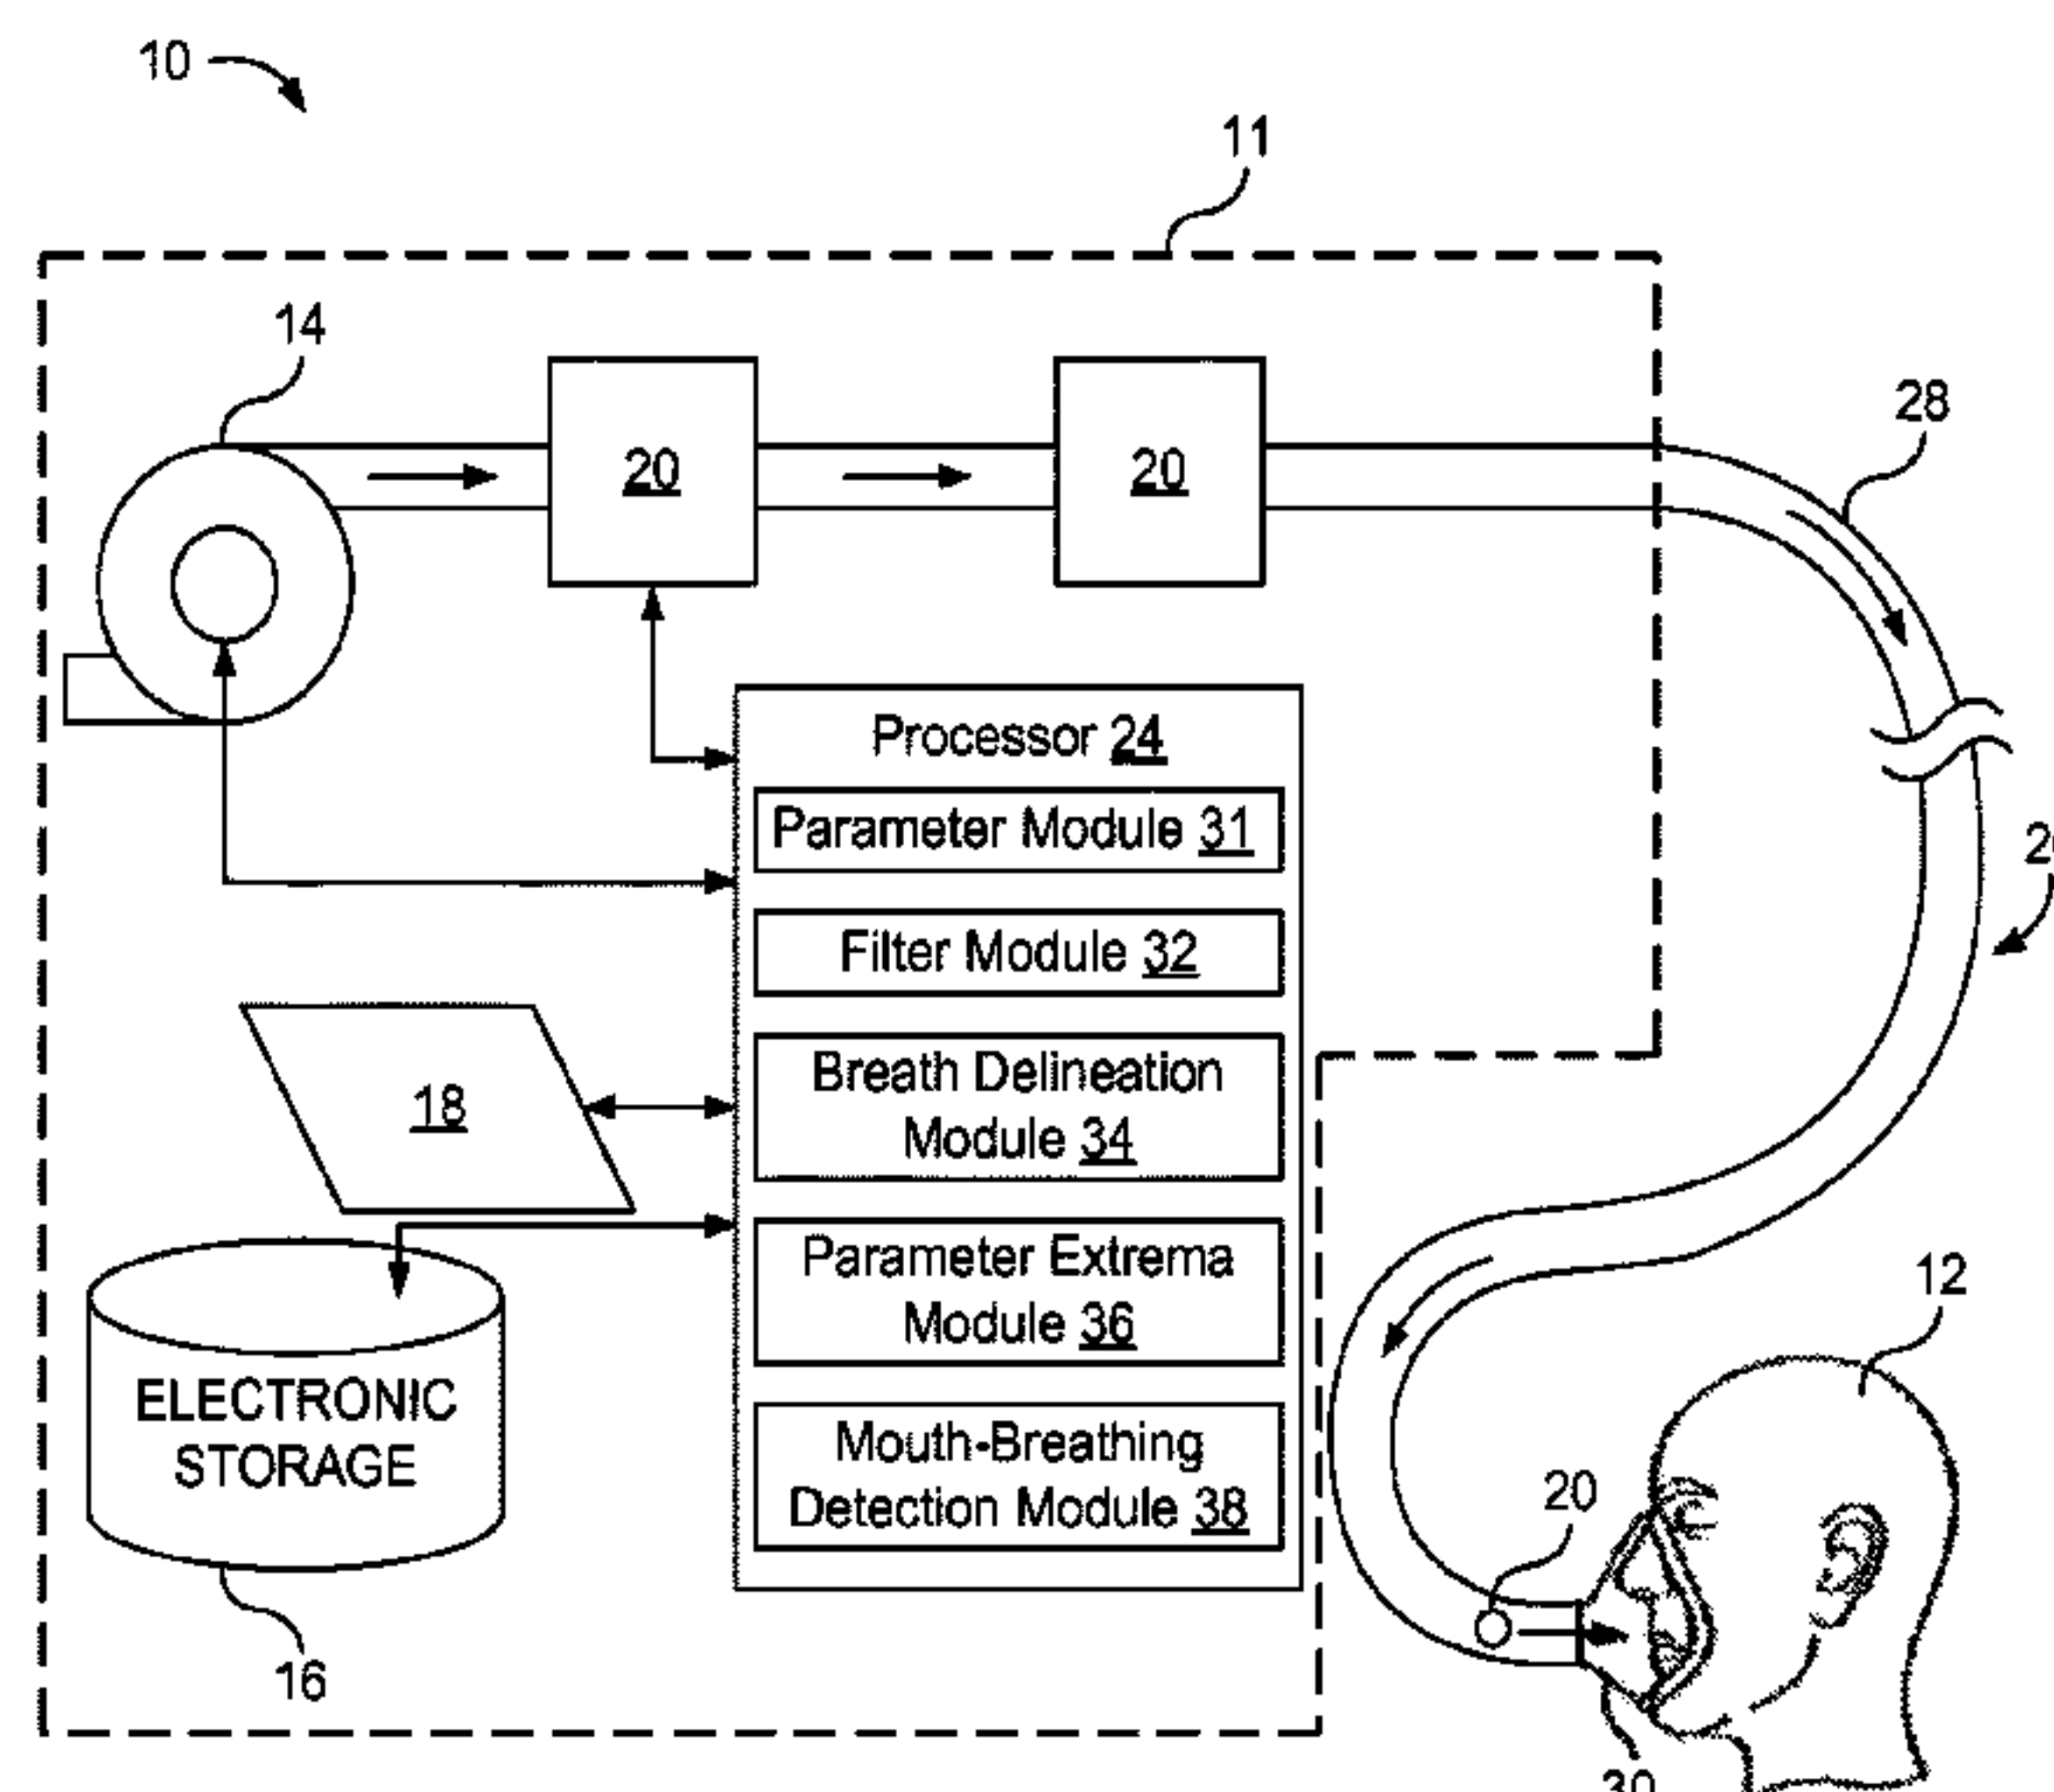 10
11
14
28
20
20
Processor 24
Parameter Module 31
Filter Module 32
Breath Delineation
Module 34
18
Parameter Extrema
Module 36
12
ELECTRONIC
STORAGE
Mouth-Breathing
Detection Module 38
20
16
30